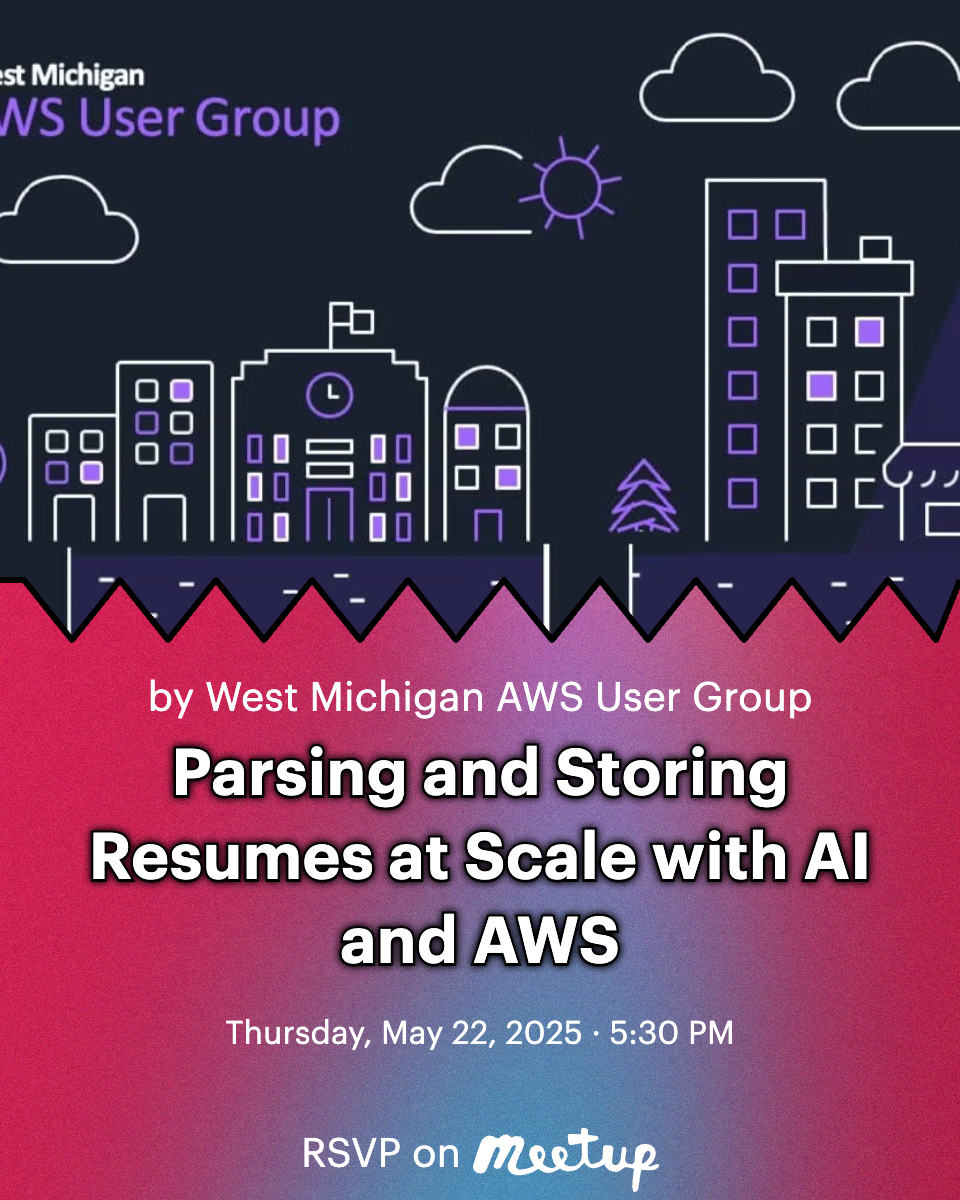 est Michigan
WS User Group
by West Michigan AWS User Group
Parsing and Storing
Resumes at Scale with AI
and AWS
Thursday, May 22, 2025 · 5:30 PM
RSVP on meetup